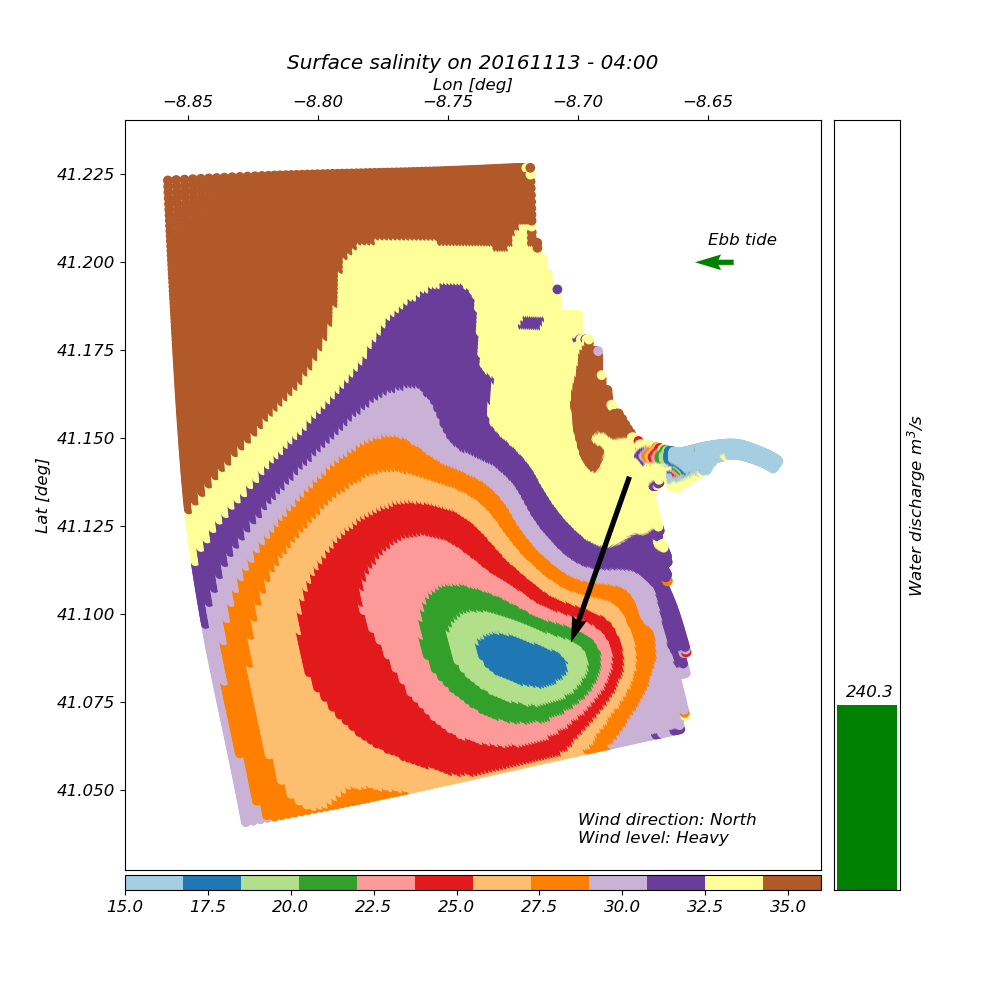 Surface salinity on 20161113 - 04:00
Lon [deg]
−8.85 −8.80 −8.75 −8.70 −8.65
41.225
Ebb tide
41.200
41.175
41.150
41.125
41.100
41.075
41.050
Lat [deg]
Wind direction: North
Wind level: Heavy
15.0 17.5 20.0 22.5 25.0 27.5 30.0 32.5 35.0
240.3
Water discharge m³/s